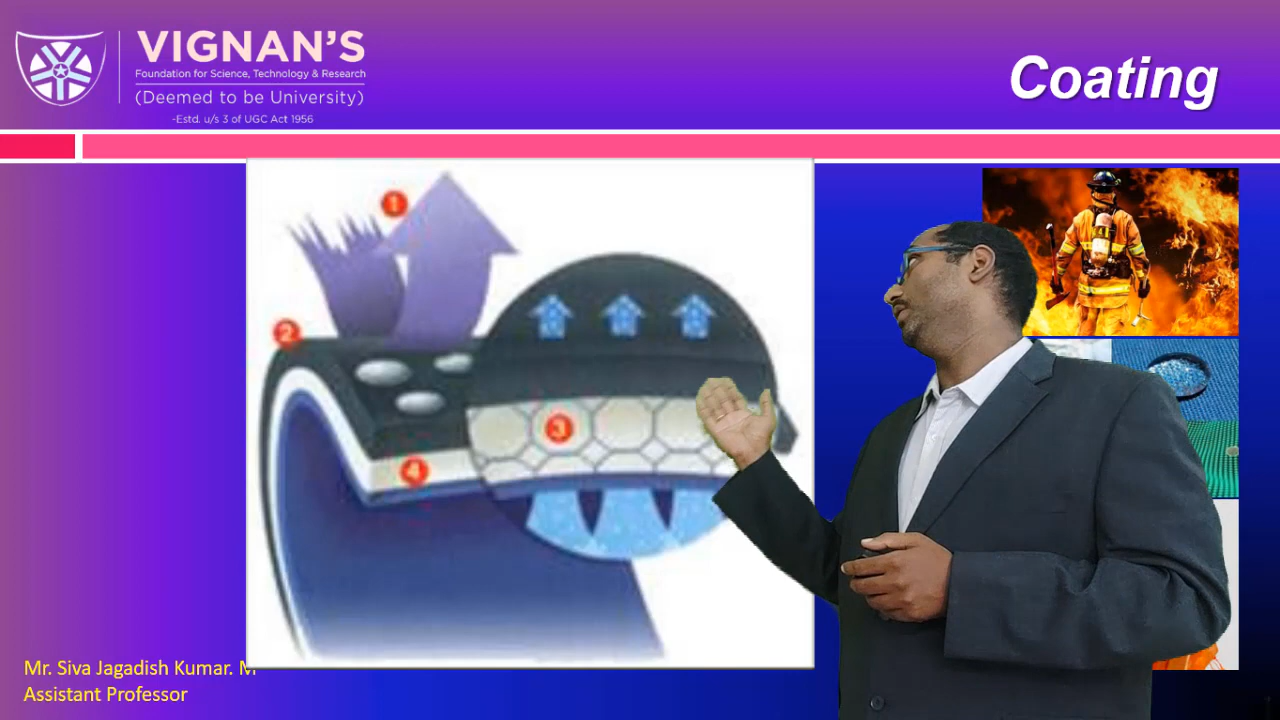 VIGNAN'S
Foundation for Science, Technology & Research
(Deemed to be University)
-Estd. u/s 3 of UGC Act 1956
Coating
1
2
3
4
Mr. Siva Jagadish Kumar. M
Assistant Professor